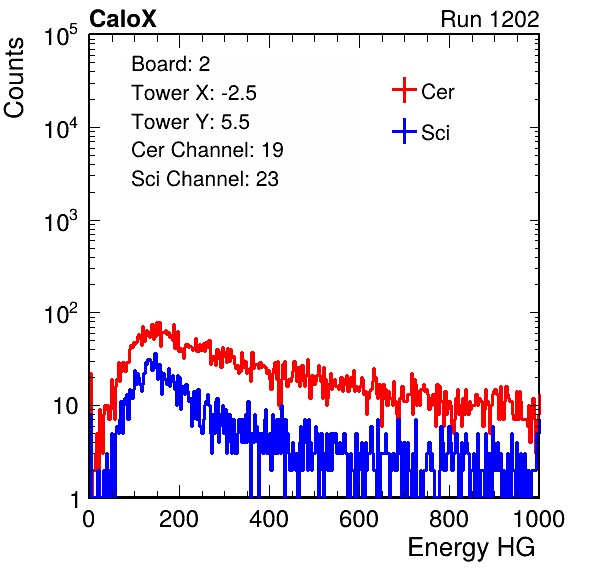 CaloX Run 1202
Counts
Board: 2
Tower X: -2.5
Tower Y: 5.5
Cer Channel: 19
Sci Channel: 23
Cer
Sci
10^5
10^4
10^3
10^2
10
1
0 200 400 600 800 1000
Energy HG